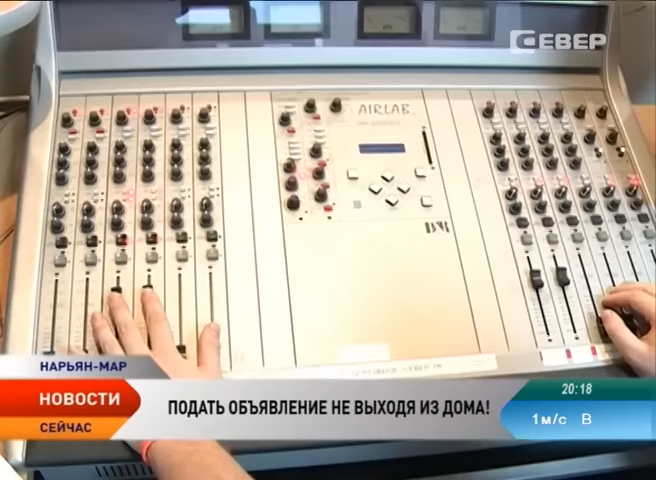 СЕВЕР
AIRLAB
D&R
НАРЬЯН-МАР
НОВОСТИ
СЕЙЧАС
ПОДАТЬ ОБЪЯВЛЕНИЕ НЕ ВЫХОДЯ ИЗ ДОМА!
20:18
1м/с В